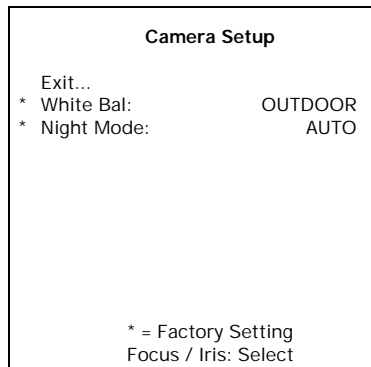 Camera Setup
Exit...
* White Bal: OUTDOOR
* Night Mode: AUTO
* = Factory Setting
Focus / Iris: Select